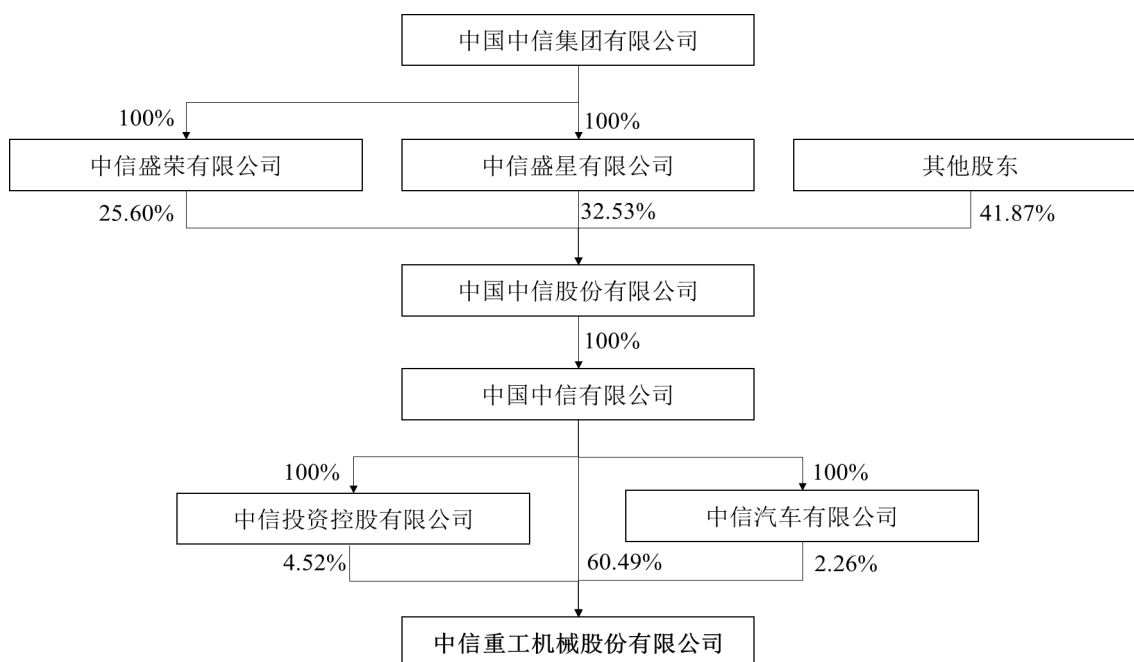 中国中信集团有限公司
100%
100%
中信盛荣有限公司
中信盛星有限公司
其他股东
25.60%
32.53%
41.87%
中国中信股份有限公司
100%
中国中信有限公司
100%
100%
中信投资控股有限公司
中信汽车有限公司
4.52%
60.49%
2.26%
中信重工机械股份有限公司